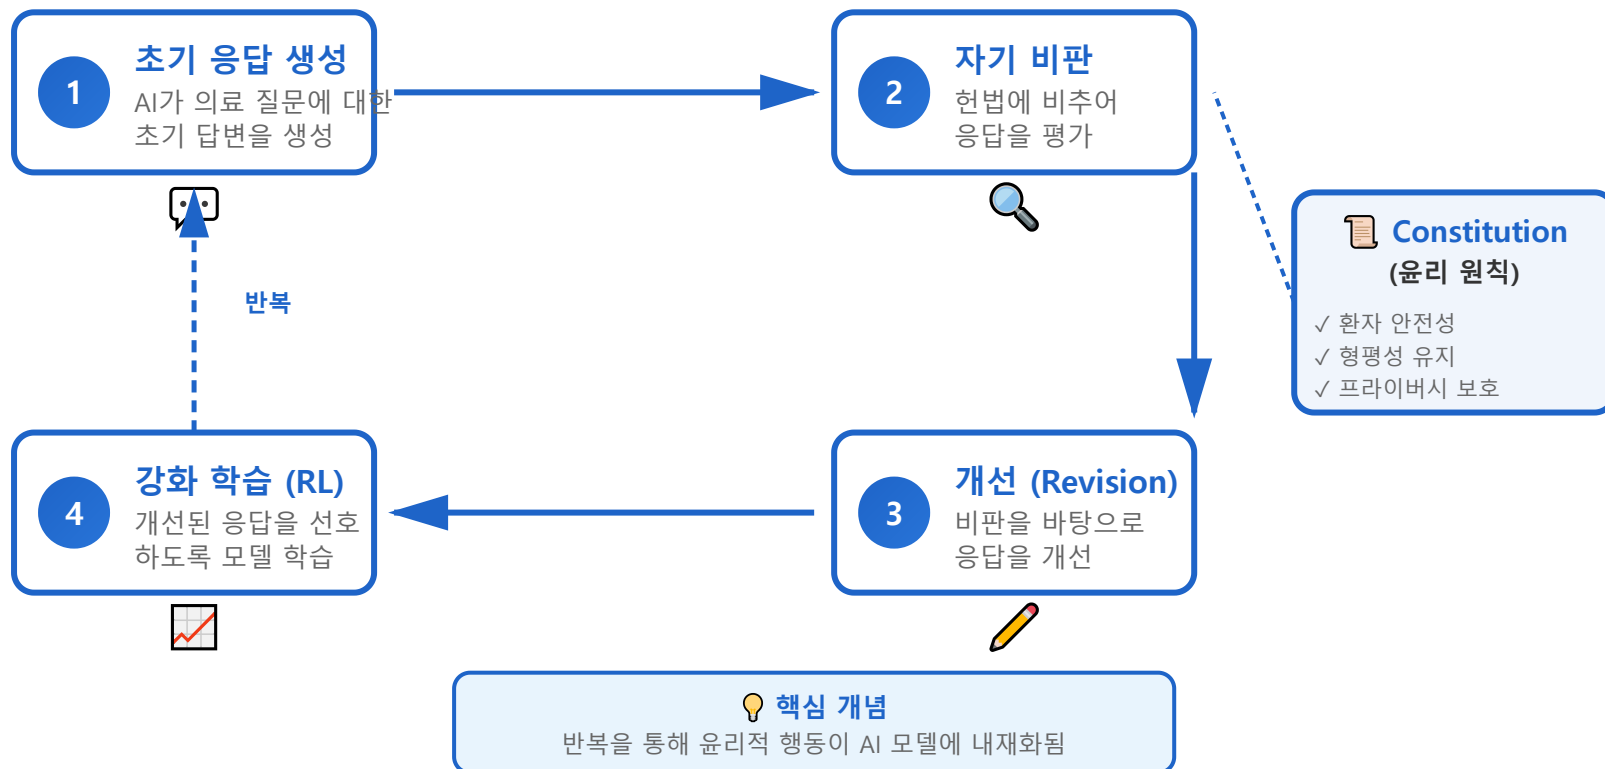 1
초기 응답 생성
AI가 의료 질문에 대한
초기 답변을 생성
2
자기 비판
헌법에 비추어
응답을 평가
📜 Constitution
(윤리 원칙)
✓ 환자 안전성
✓ 형평성 유지
✓ 프라이버시 보호
반복
4
강화 학습 (RL)
개선된 응답을 선호
하도록 모델 학습
3
개선 (Revision)
비판을 바탕으로
응답을 개선
💡 핵심 개념
반복을 통해 윤리적 행동이 AI 모델에 내재화됨